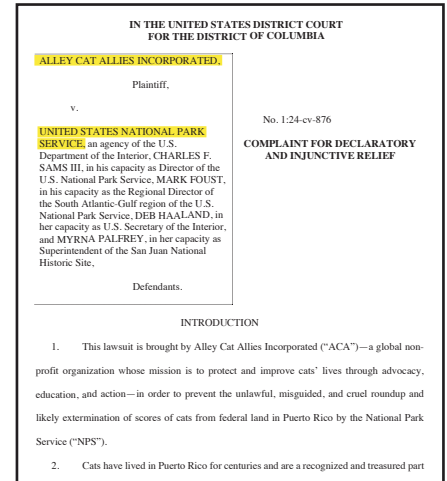 IN THE UNITED STATES DISTRICT COURT
FOR THE DISTRICT OF COLUMBIA
ALLEY CAT ALLIES INCORPORATED,
Plaintiff,
v.
UNITED STATES NATIONAL PARK
SERVICE, an agency of the U.S.
Department of the Interior, CHARLES F.
SAMS III, in his capacity as Director of the
U.S. National Park Service, MARK FOUST,
in his capacity as the Regional Director of
the South Atlantic-Gulf region of the U.S.
National Park Service, DEB HAALAND, in
her capacity as U.S. Secretary of the Interior,
and MYRNA PALFREY, in her capacity as
Superintendent of the San Juan National
Historic Site,
Defendants.
No. 1:24-cv-876
COMPLAINT FOR DECLARATORY
AND INJUNCTIVE RELIEF
INTRODUCTION
1. This lawsuit is brought by Alley Cat Allies Incorporated (“ACA”)—a global non-
profit organization whose mission is to protect and improve cats’ lives through advocacy,
education, and action—in order to prevent the unlawful, misguided, and cruel roundup and
likely extermination of scores of cats from federal land in Puerto Rico by the National Park
Service (“NPS”).
2. Cats have lived in Puerto Rico for centuries and are a recognized and treasured part